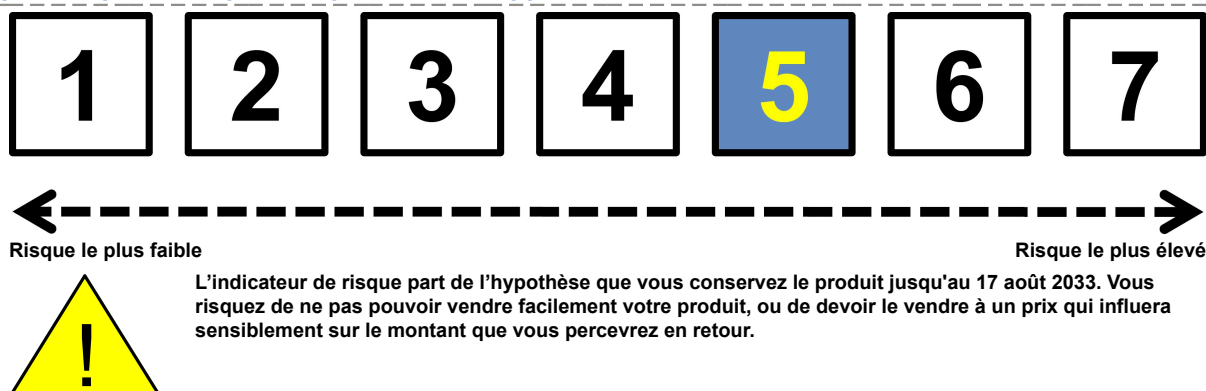 1 2 3 4 5 6 7
Risque le plus faible Risque le plus élevé
L’indicateur de risque part de l’hypothèse que vous conservez le produit jusqu'au 17 août 2033. Vous
risquez de ne pas pouvoir vendre facilement votre produit, ou de devoir le vendre à un prix qui influera
sensiblement sur le montant que vous percevrez en retour.
!